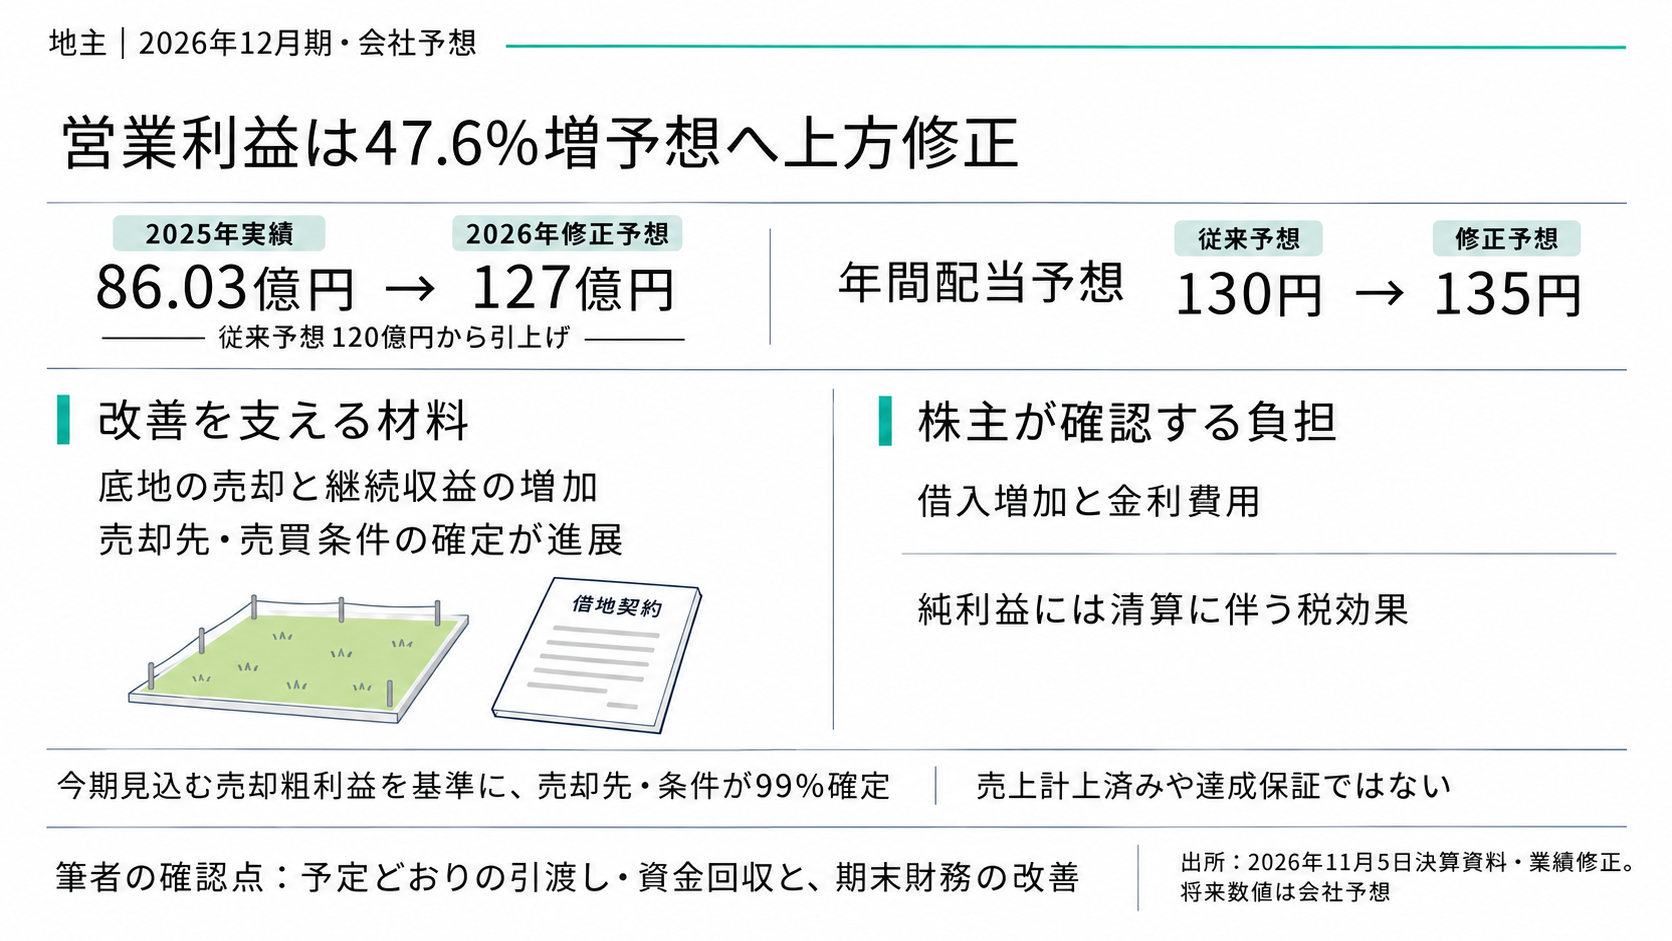 地主｜2026年12月期・会社予想
営業利益は47.6%増予想へ上方修正
2025年実績
86.03億円
→
2026年修正予想
127億円
従来予想 120億円から引上げ
年間配当予想
従来予想
130円
→
修正予想
135円
改善を支える材料
底地の売却と継続収益の増加
売却先・売買条件の確定が進展
借地契約
株主が確認する負担
借入増加と金利費用
純利益には清算に伴う税効果
今期見込む売却粗利益を基準に、売却先・条件が99%確定
売上計上済みや達成保証ではない
筆者の確認点：予定どおりの引渡し・資金回収と、期末財務の改善
出所：2026年11月5日決算資料・業績修正。
将来数値は会社予想